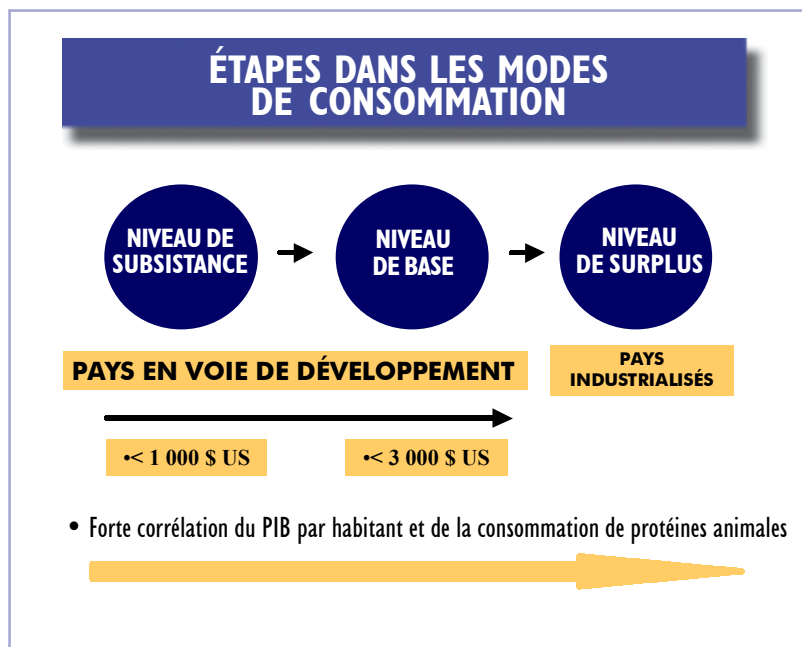 ÉTAPES DANS LES MODES
DE CONSOMMATION
NIVEAU DE
SUBSISTANCE
NIVEAU
DE BASE
NIVEAU
DE SURPLUS
PAYS EN VOIE DE DÉVELOPPEMENT
PAYS
INDUSTRIALISÉS
•< 1 000 $ US
•< 3 000 $ US
• Forte corrélation du PIB par habitant et de la consommation de protéines animales